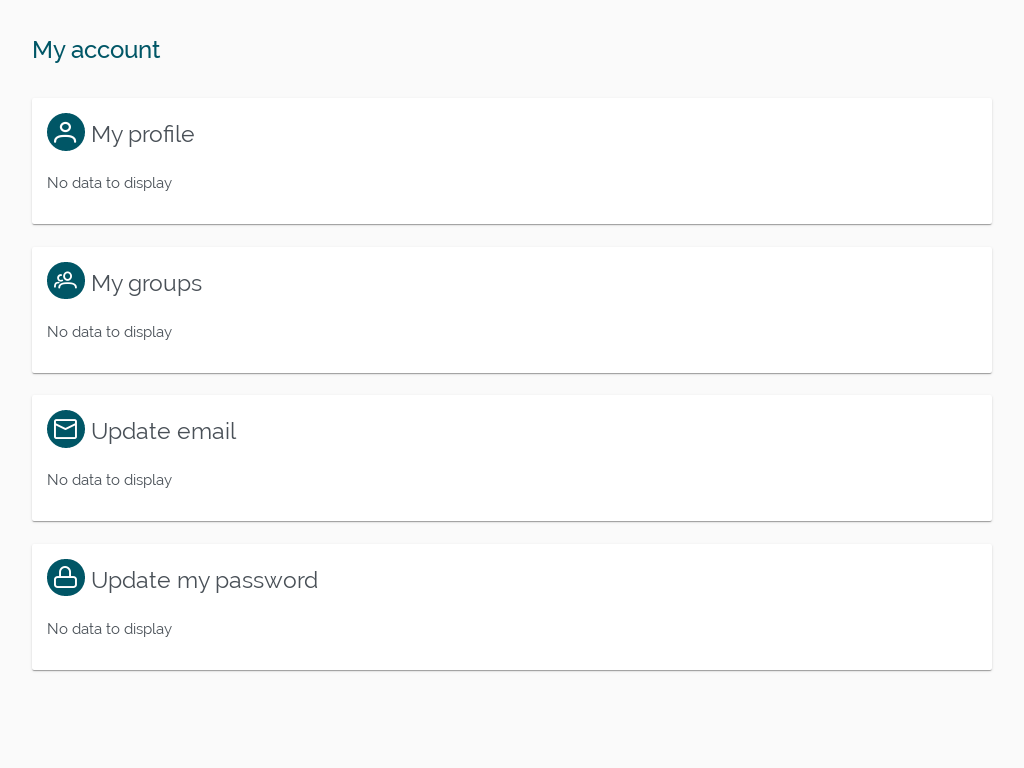 My account
My profile
No data to display
My groups
No data to display
Update email
No data to display
Update my password
No data to display